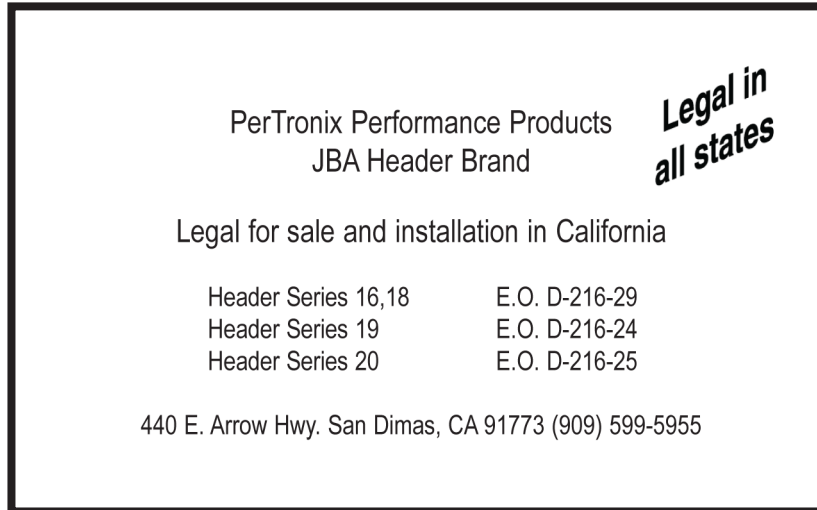 PerTronix Performance Products
JBA Header Brand
Legal in
all states
Legal for sale and installation in California
Header Series 16,18 E.O. D-216-29
Header Series 19 E.O. D-216-24
Header Series 20 E.O. D-216-25
440 E. Arrow Hwy. San Dimas, CA 91773 (909) 599-5955